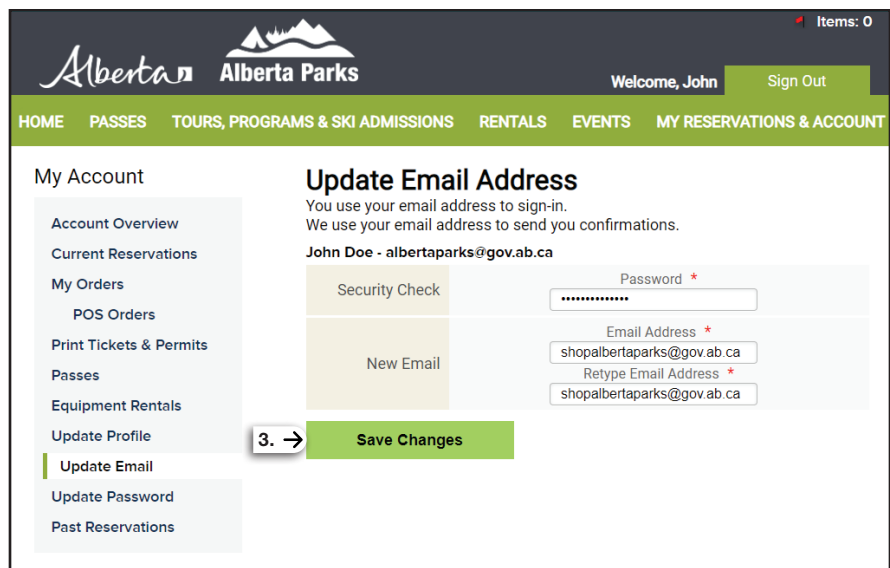 Items: 0
Alberta
Alberta Parks
Welcome, John
Sign Out
HOME PASSES TOURS, PROGRAMS & SKI ADMISSIONS RENTALS EVENTS MY RESERVATIONS & ACCOUNT
My Account
Account Overview
Current Reservations
My Orders
POS Orders
Print Tickets & Permits
Passes
Equipment Rentals
Update Profile
Update Email
Update Password
Past Reservations
Update Email Address
You use your email address to sign-in.
We use your email address to send you confirmations.
John Doe - albertaparks@gov.ab.ca
Security Check
Password *
••••••••••••••
New Email
Email Address *
shopalbertaparks@gov.ab.ca
Retype Email Address *
shopalbertaparks@gov.ab.ca
3. →
Save Changes